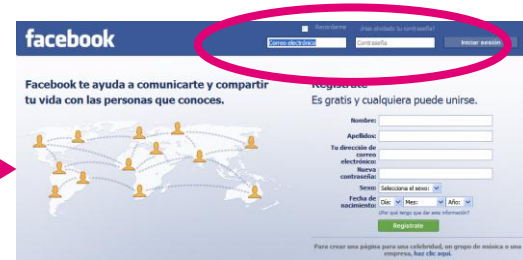 facebook
Recordarme ¿Has olvidado tu contraseña?
Correo electrónico Contraseña Iniciar sesión
Facebook te ayuda a comunicarte y compartir
tu vida con las personas que conoces.
Regístrate
Es gratis y cualquiera puede unirse.
Nombre:
Apellidos:
Tu dirección de
correo
electrónico:
Nueva
contraseña:
Sexo: Selecciona el sexo:
Fecha de
nacimiento: Día: Mes: Año:
¿Por qué tengo que dar esta información?
Regístrate
Para crear una página para una celebridad, un grupo de música o una
empresa, haz clic aquí.